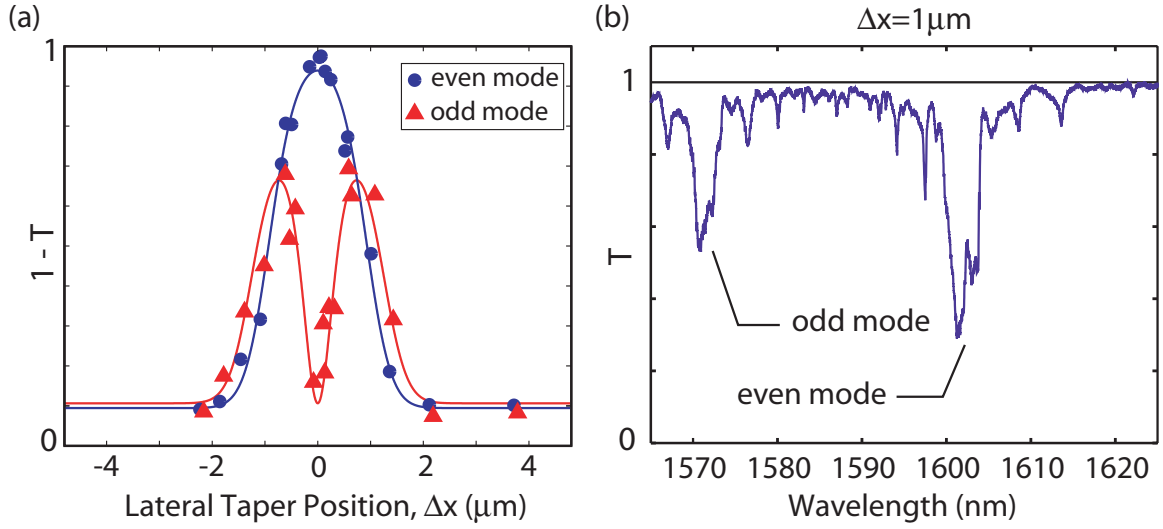 (a)
1
1 - T
0
even mode
odd mode
-4 -2 0 2 4
Lateral Taper Position, Δx (μm)
(b)
Δx=1μm
1
T
0
odd mode
even mode
1570 1580 1590 1600 1610 1620
Wavelength (nm)